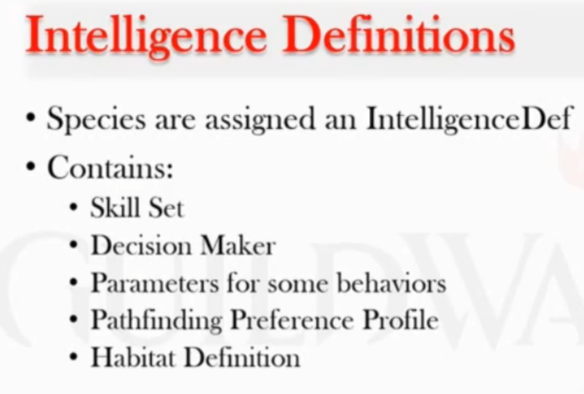 Intelligence Definitions
• Species are assigned an IntelligenceDef
• Contains:
• Skill Set
• Decision Maker
• Parameters for some behaviors
• Pathfinding Preference Profile
• Habitat Definition
GUILDWA